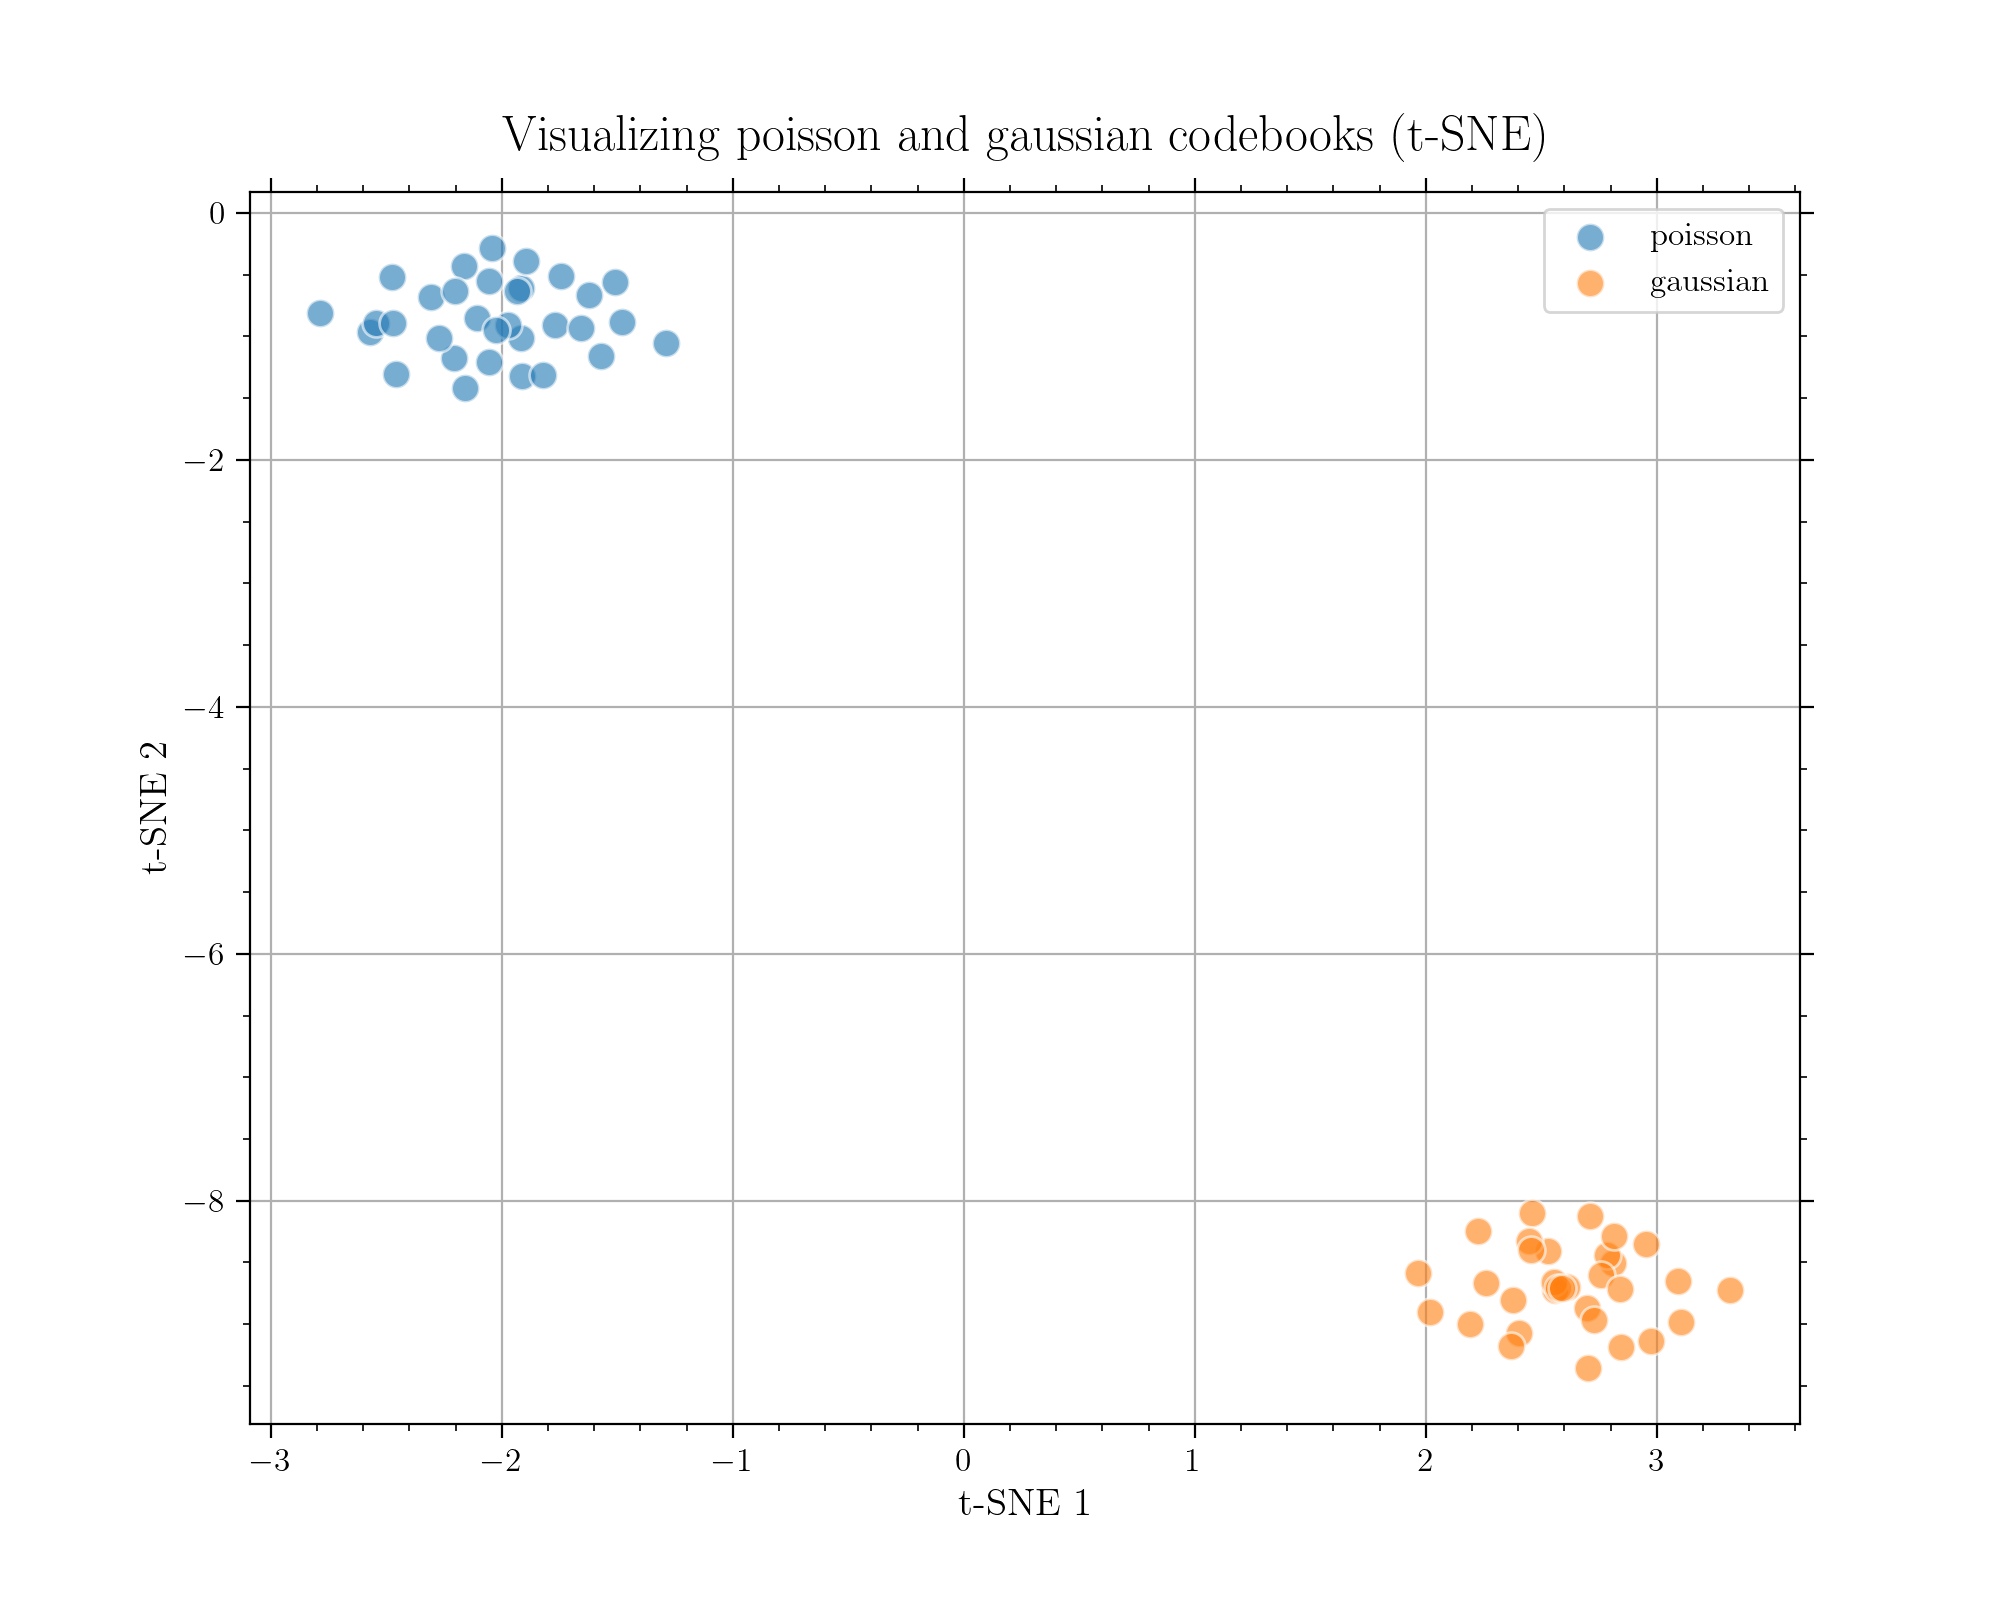 Visualizing poisson and gaussian codebooks (t-SNE)
poisson
gaussian
0
−2
−4
−6
−8
t-SNE 2
−3 −2 −1 0 1 2 3
t-SNE 1